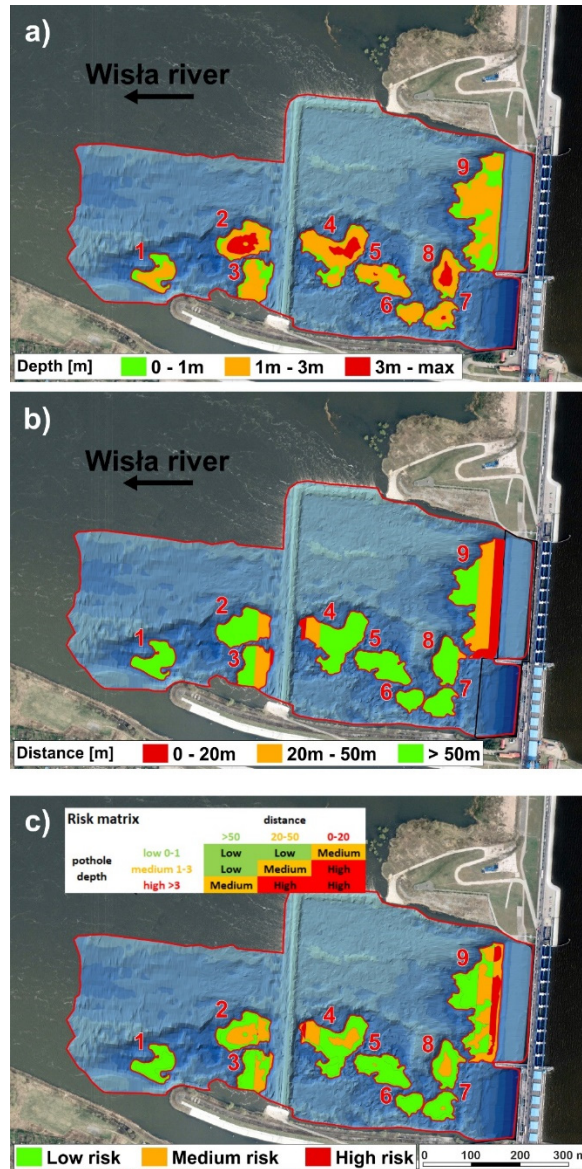 a)
Wisła river
1
2
3
4
5
6
7
8
9
Depth [m] 0 - 1m 1m - 3m 3m - max
b)
Wisła river
1
2
3
4
5
6
7
8
9
Distance [m] 0 - 20m 20m - 50m > 50m
c)
Risk matrix
distance
>50 20-50 0-20
pothole depth
low 0-1 Low Low Medium
medium 1-3 Low Medium High
high >3 Medium High High
1
2
3
4
5
6
7
8
9
Low risk Medium risk High risk
0 100 200 300 m